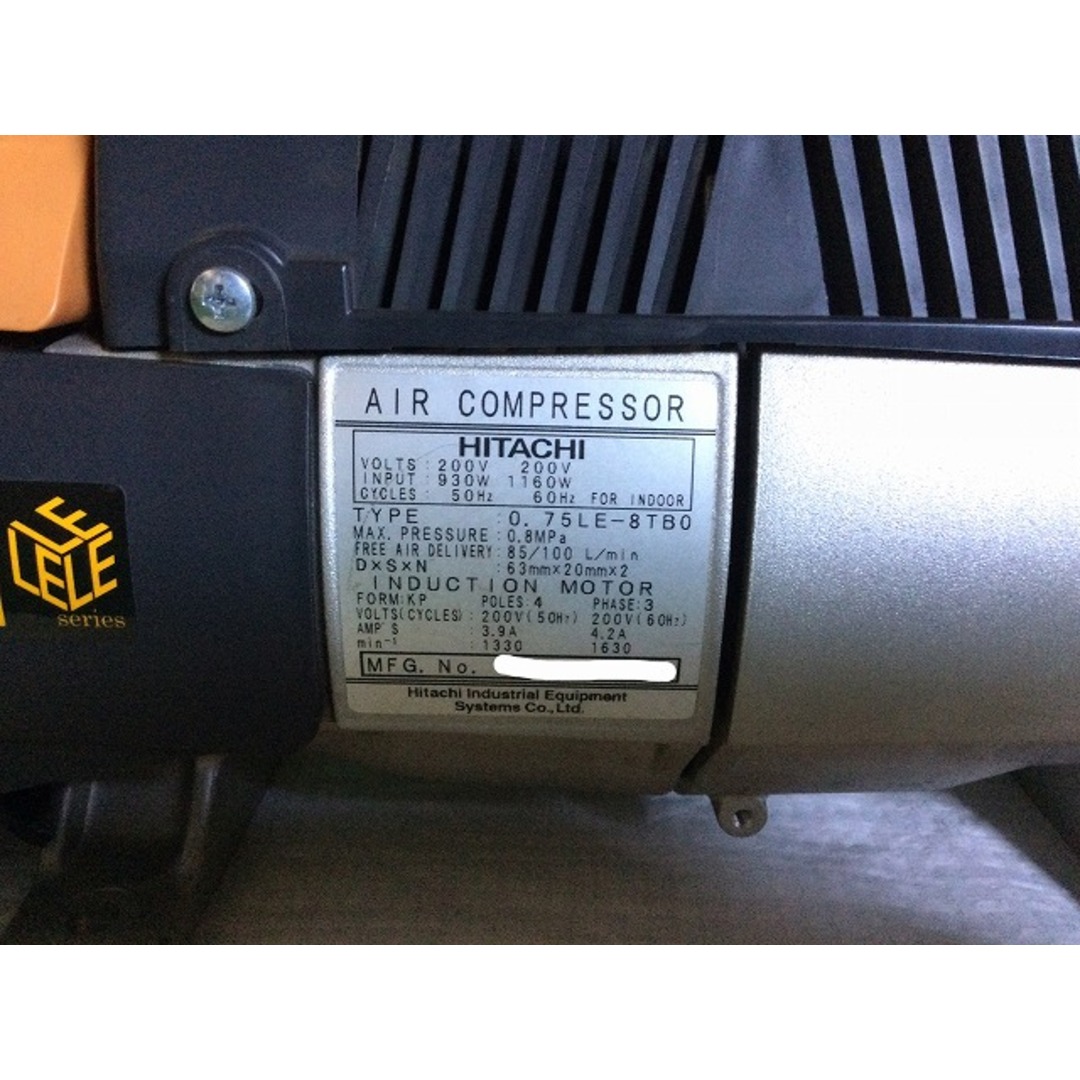 AIR COMPRESSOR
HITACHI
VOLTS : 200V 200V
INPUT : 930W 1160W
CYCLES : 50Hz 60Hz FOR INDOOR
TYPE : 0.75LE-8TB0
MAX. PRESSURE : 0.8MPa
FREE AIR DELIVERY : 85/100 L/min
D×S×N : 63mm×20mm×2
INDUCTION MOTOR
FORM:KP POLES:4 PHASE:3
VOLTS(CYCLES) : 200V(50Hz) 200V(60Hz)
AMP'S : 3.9A 4.2A
min⁻¹ : 1330 1630
MFG. No.
Hitachi Industrial Equipment
Systems Co.,Ltd.
LE LE LE
series